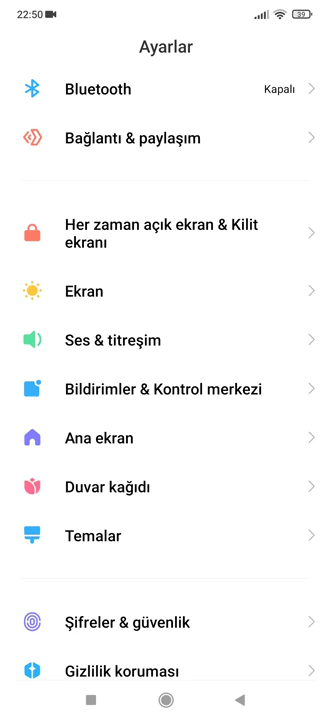 22:50
39
Ayarlar
Bluetooth
Kapalı
Bağlantı & paylaşım
Her zaman açık ekran & Kilit
ekranı
Ekran
Ses & titreşim
Bildirimler & Kontrol merkezi
Ana ekran
Duvar kağıdı
Temalar
Şifreler & güvenlik
Gizlilik koruması